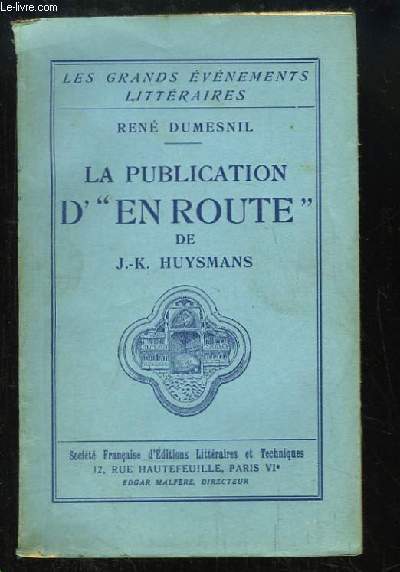 Le-livre.com
LES GRANDS ÉVÉNEMENTS
LITTÉRAIRES
RENÉ DUMESNIL
LA PUBLICATION
D' "EN ROUTE"
DE
J.-K. HUYSMANS
Société Française d'Éditions Littéraires et Techniques
12, RUE HAUTEFEUILLE, PARIS VIe
EDGAR MALFÈRE, DIRECTEUR